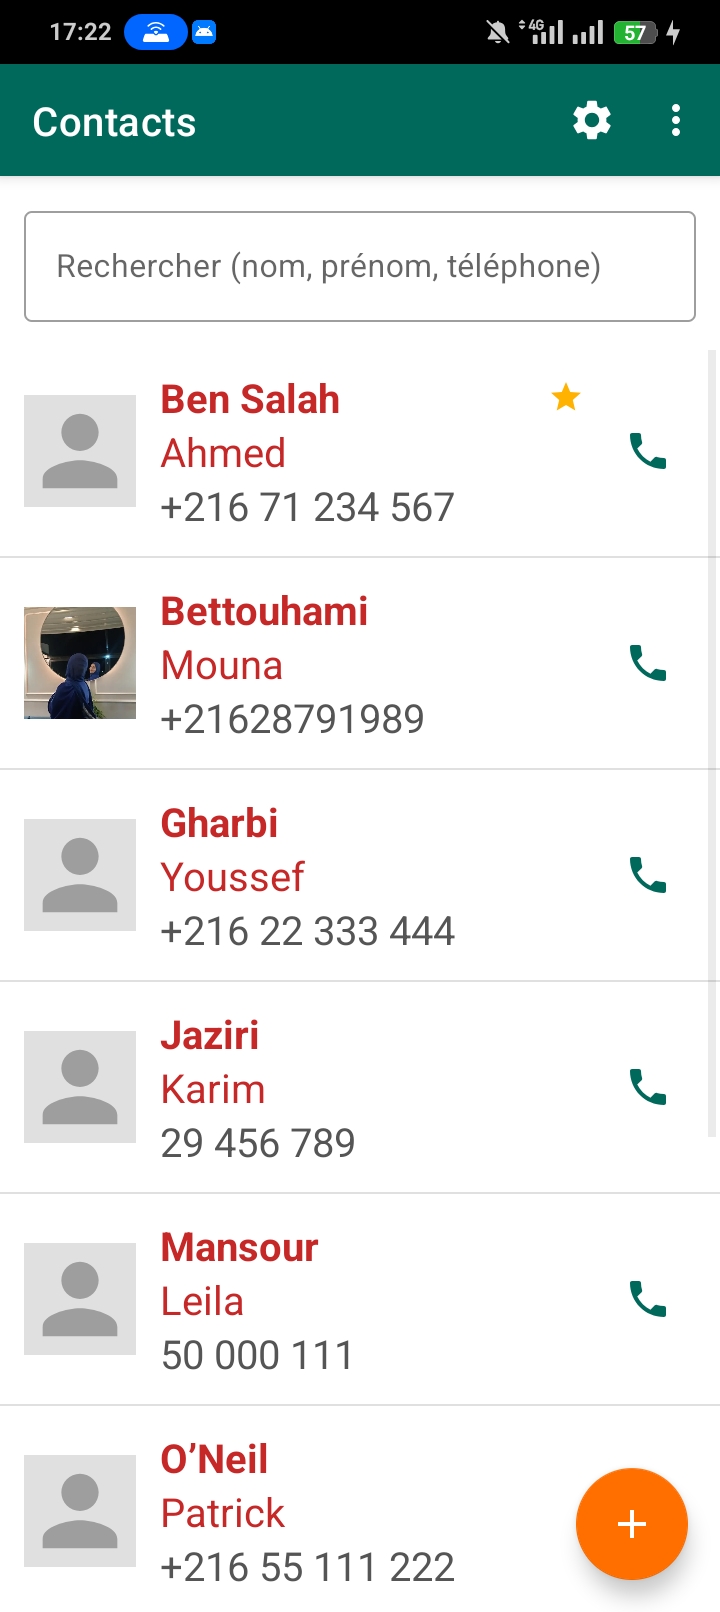 17:22
4G
57
Contacts
Rechercher (nom, prénom, téléphone)
Ben Salah
Ahmed
+216 71 234 567
Bettouhami
Mouna
+21628791989
Gharbi
Youssef
+216 22 333 444
Jaziri
Karim
29 456 789
Mansour
Leila
50 000 111
O’Neil
Patrick
+216 55 111 222